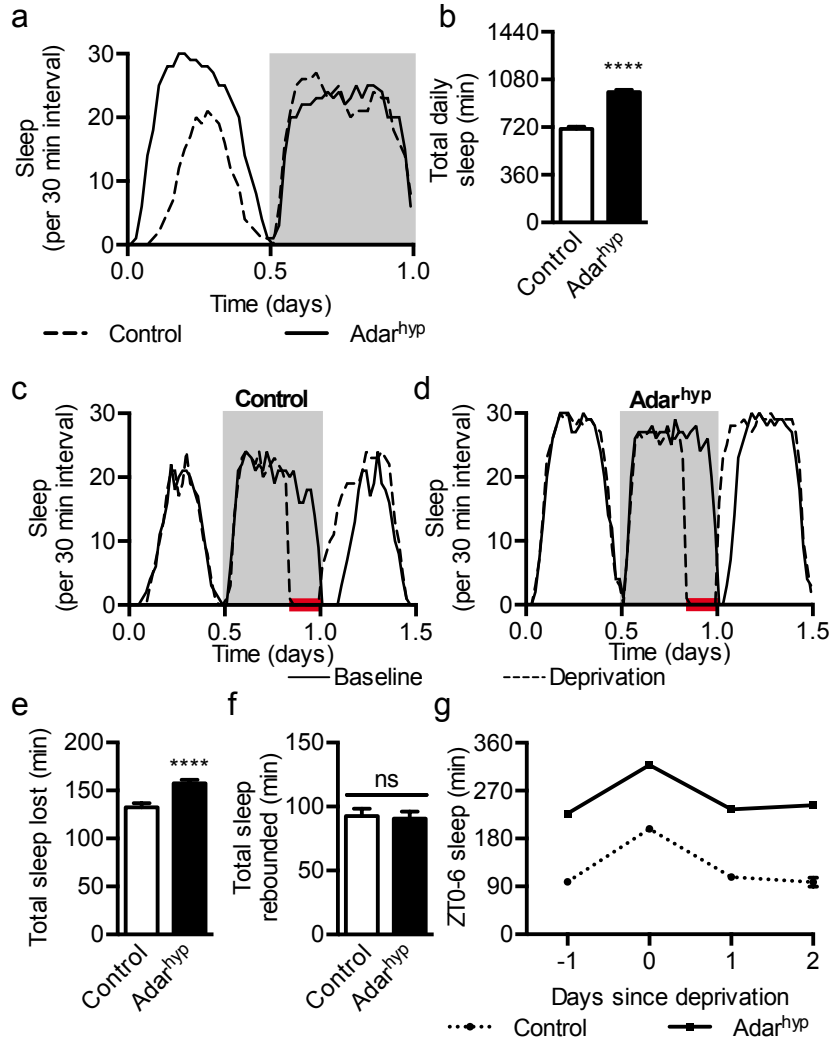 a
30
20
10
0
Sleep
(per 30 min interval)
0.0
0.5
1.0
Time (days)
Control
Adarhyp
b
1440
1080
720
360
0
Total daily
sleep (min)
****
Control
Adarhyp
c
Control
30
20
10
0
Sleep
(per 30 min interval)
0.0
0.5
1.0
1.5
Time (days)
d
Adarhyp
30
20
10
0
Sleep
(per 30 min interval)
0.0
0.5
1.0
1.5
Time (days)
Baseline
Deprivation
e
200
150
100
50
0
Total sleep lost (min)
****
Control
Adarhyp
f
150
100
50
0
Total sleep
rebounded (min)
ns
Control
Adarhyp
g
360
270
180
90
0
ZT0-6 sleep (min)
-1
0
1
2
Days since deprivation
Control
Adarhyp